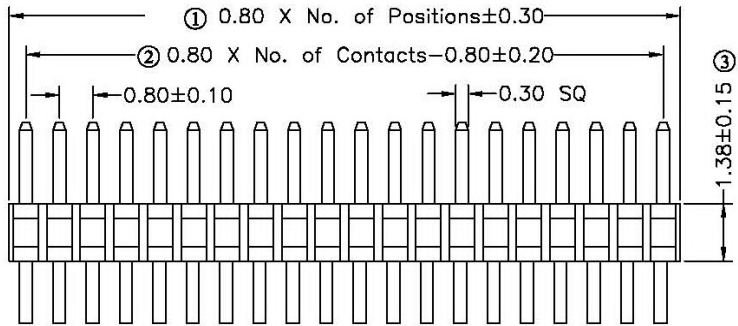 ① 0.80 X No. of Positions±0.30
② 0.80 X No. of Contacts-0.80±0.20
0.80±0.10
0.30 SQ
1.38±0.15 ③